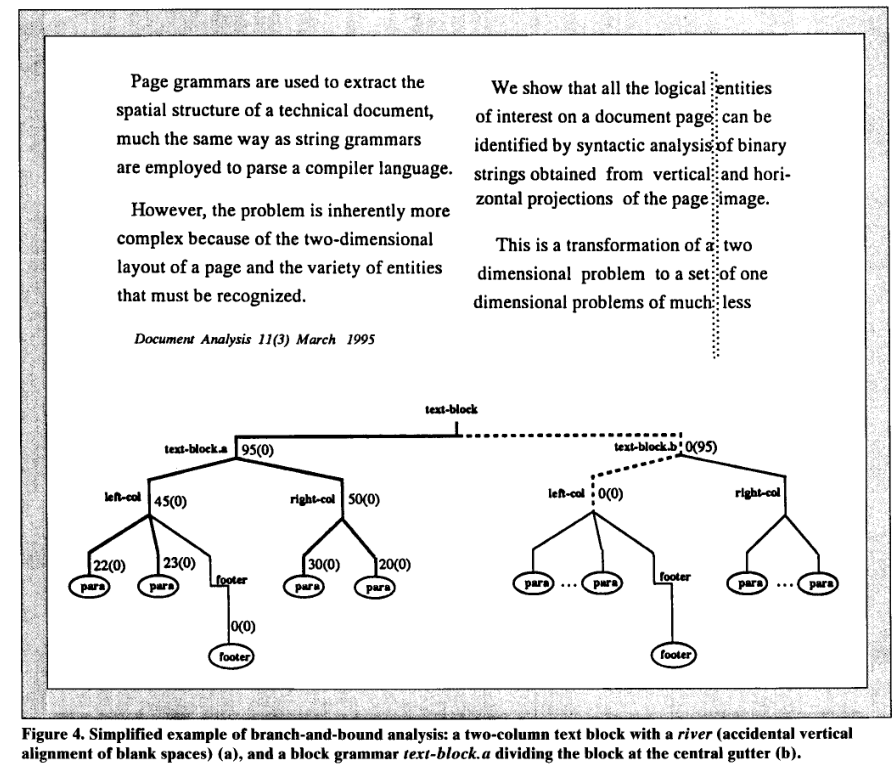 Page grammars are used to extract the
spatial structure of a technical document,
much the same way as string grammars
are employed to parse a compiler language.
However, the problem is inherently more
complex because of the two-dimensional
layout of a page and the variety of entities
that must be recognized.
Document Analysis 11(3) March 1995
We show that all the logical entities
of interest on a document page can be
identified by syntactic analysis of binary
strings obtained from vertical and hori-
zontal projections of the page image.
This is a transformation of a two
dimensional problem to a set of one
dimensional problems of much less
text-block
text-block.a 95(0)
text-block.b 0(95)
left-col 45(0)
right-col 50(0)
left-col 0(0)
right-col
22(0) 23(0) footer 30(0) 20(0)
para para para para
footer
para ... para para ... para
0(0)
footer
footer
Figure 4. Simplified example of branch-and-bound analysis: a two-column text block with a river (accidental vertical
alignment of blank spaces) (a), and a block grammar text-block.a dividing the block at the central gutter (b).